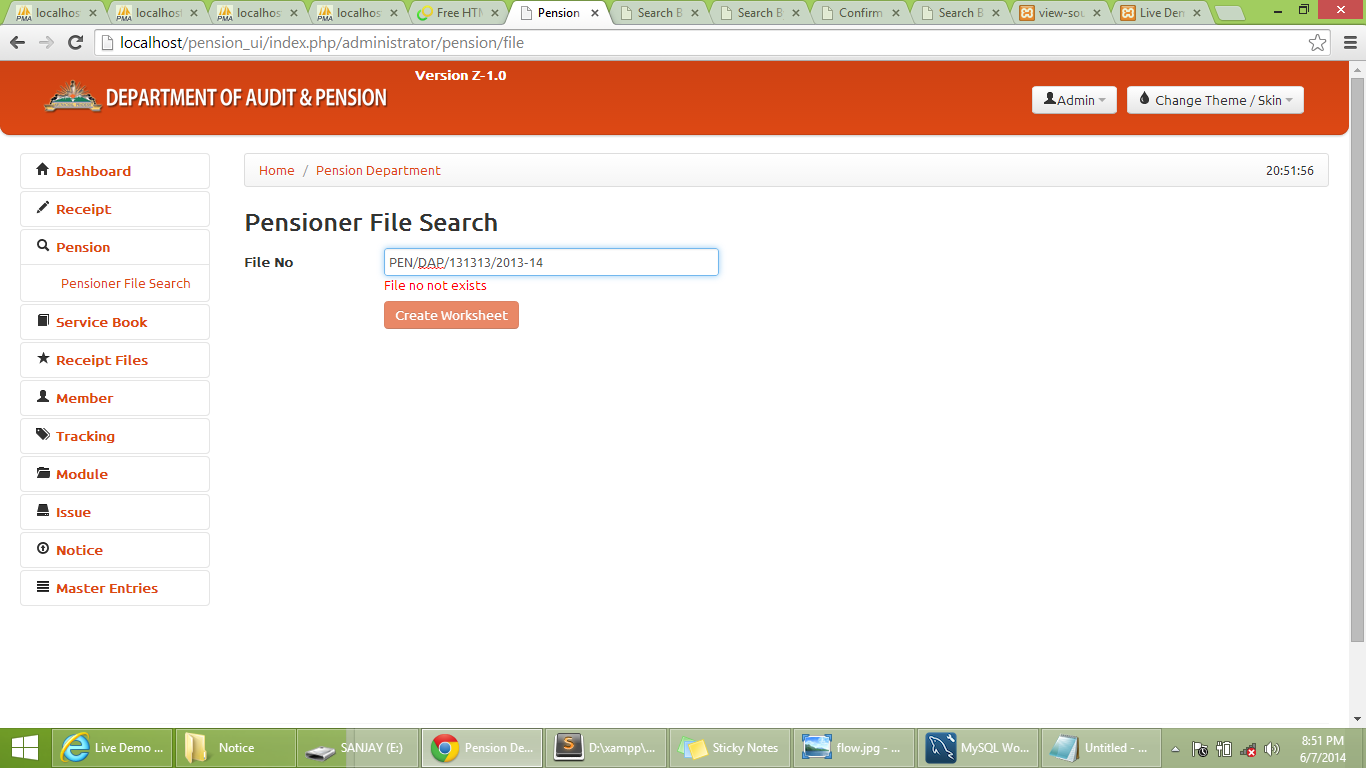 localhos localhost localhos localhos Free HTM Pension Search B Search B Confirm Search B view-sou Live Dem
localhost/pension_ui/index.php/administrator/pension/file
Version Z-1.0
DEPARTMENT OF AUDIT & PENSION
Admin
Change Theme / Skin
Dashboard
Receipt
Pension
Pensioner File Search
Service Book
Receipt Files
Member
Tracking
Module
Issue
Notice
Master Entries
Home / Pension Department
20:51:56
Pensioner File Search
File No
PEN/DAP/131313/2013-14
File no not exists
Create Worksheet
Live Demo ... Notice SANJAY (E:) Pension De... D:\xampp\... Sticky Notes flow.jpg - ... MySQL Wo... Untitled - ...
8:51 PM
6/7/2014